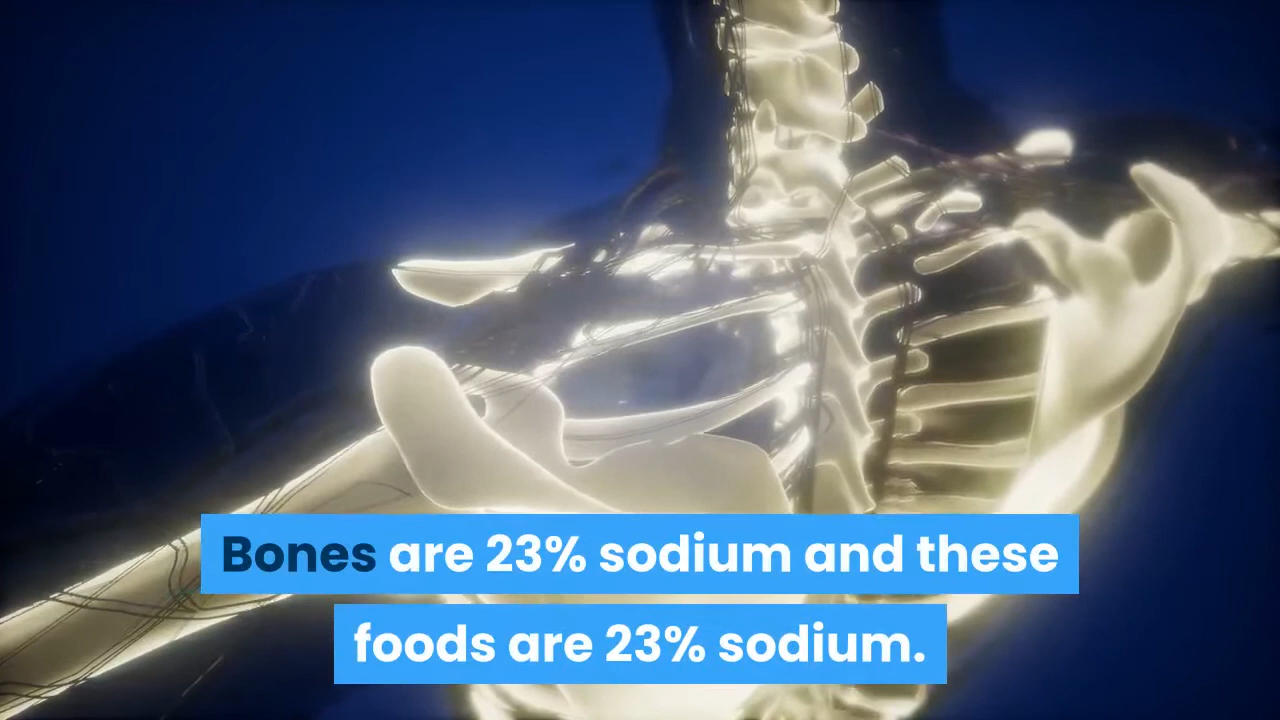 Bones are 23% sodium and these
foods are 23% sodium.